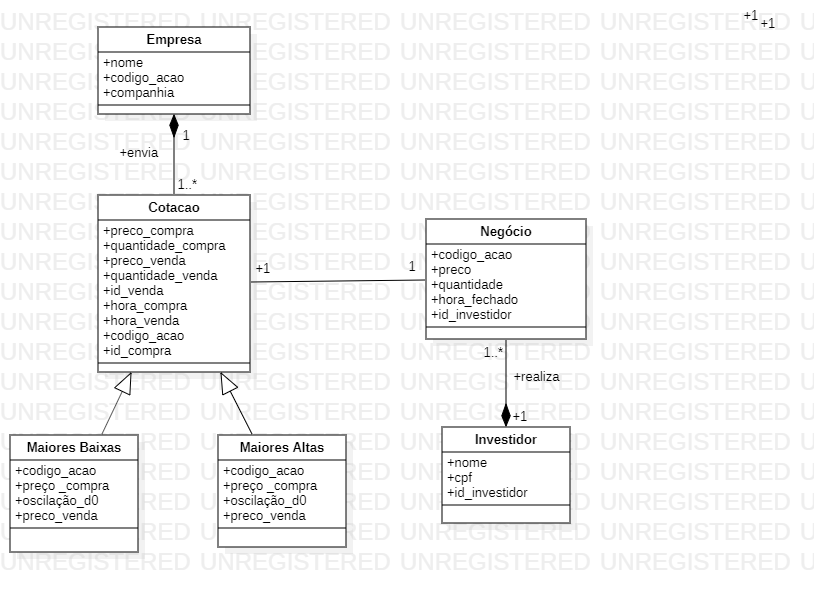 +1
+1
Empresa
+nome
+codigo_acao
+companhia
1
+envia
1..*
Cotacao
+preco_compra
+quantidade_compra
+preco_venda
+quantidade_venda
+id_venda
+hora_compra
+hora_venda
+codigo_acao
+id_compra
+1
1
Negócio
+codigo_acao
+preco
+quantidade
+hora_fechado
+id_investidor
1..*
+realiza
+1
Maiores Baixas
+codigo_acao
+preço _compra
+oscilação_d0
+preco_venda
Maiores Altas
+codigo_acao
+preço _compra
+oscilação_d0
+preco_venda
Investidor
+nome
+cpf
+id_investidor
UNREGISTERED UNREGISTERED UNREGISTERED UNREGISTERED